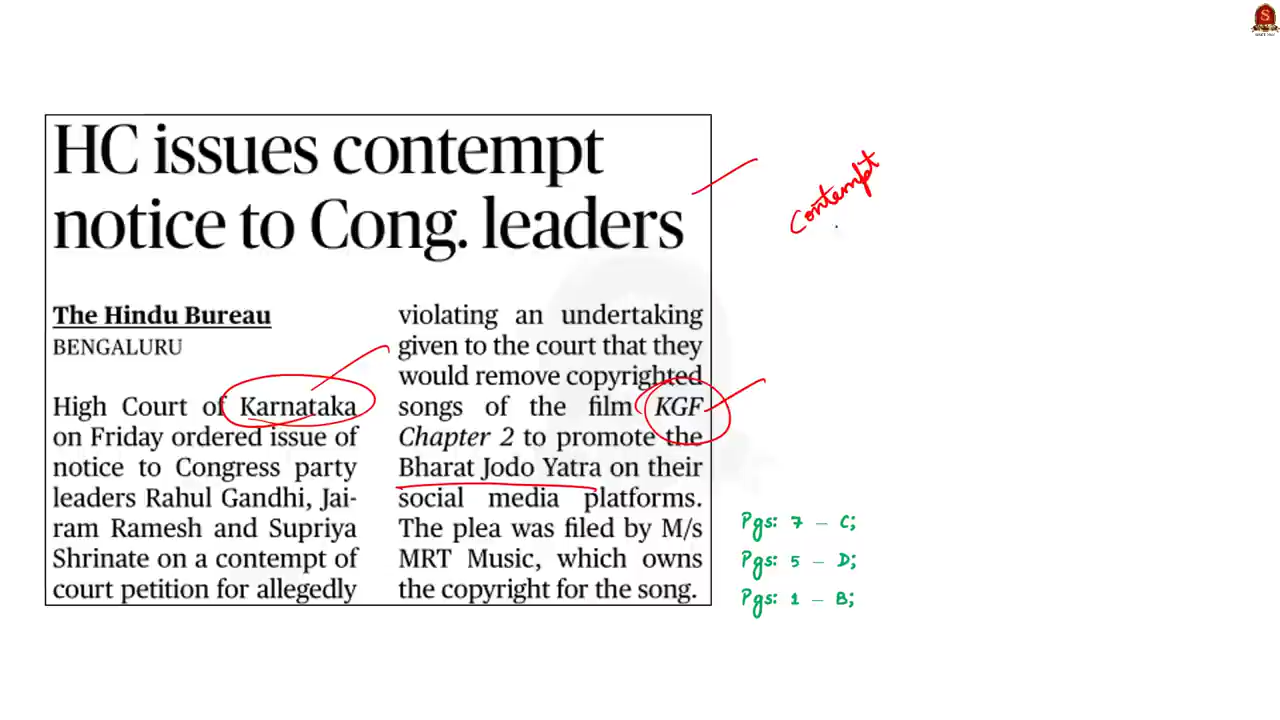 HC issues contempt
notice to Cong. leaders
The Hindu Bureau
BENGALURU
High Court of Karnataka
on Friday ordered issue of
notice to Congress party
leaders Rahul Gandhi, Jai-
ram Ramesh and Supriya
Shrinate on a contempt of
court petition for allegedly
violating an undertaking
given to the court that they
would remove copyrighted
songs of the film KGF
Chapter 2 to promote the
Bharat Jodo Yatra on their
social media platforms.
The plea was filed by M/s
MRT Music, which owns
the copyright for the song.
Contempt
Pgs: 7 – C;
Pgs: 5 – D;
Pgs: 1 – B;